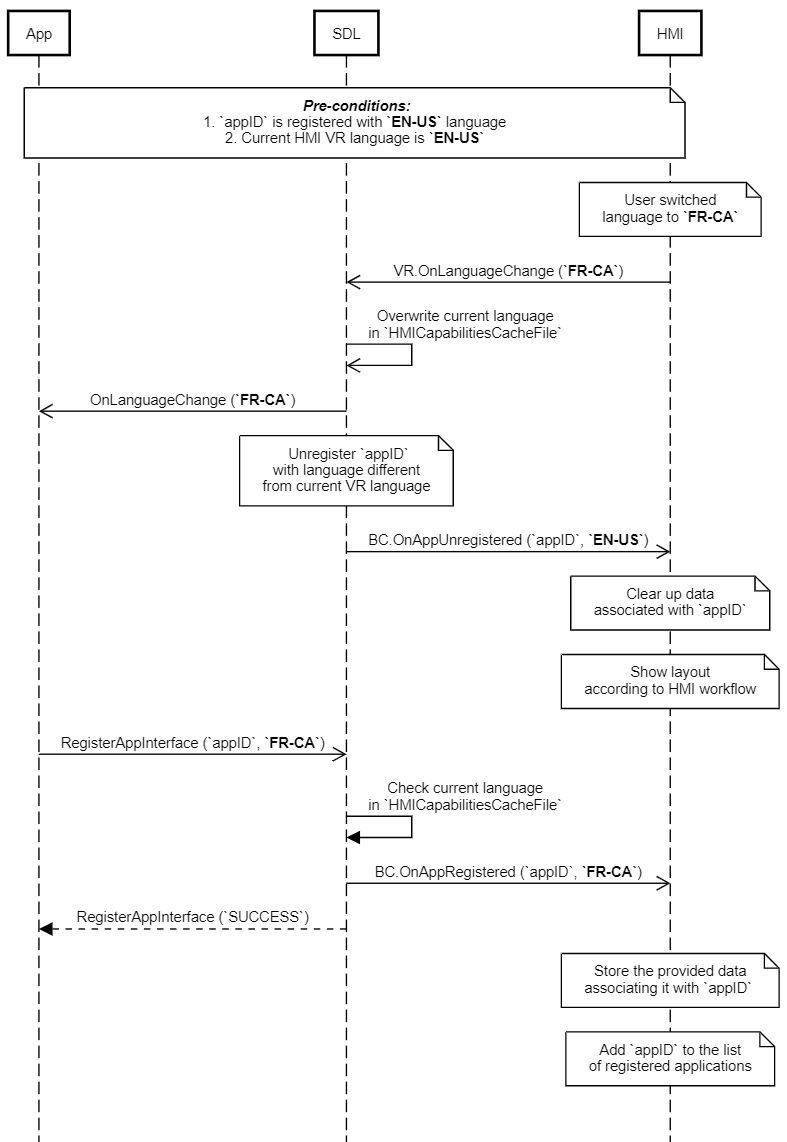 App
SDL
HMI
Pre-conditions:
1. `appID` is registered with `EN-US` language
2. Current HMI VR language is `EN-US`
User switched
language to `FR-CA`
VR.OnLanguageChange (`FR-CA`)
Overwrite current language
in `HMICapabilitiesCacheFile`
OnLanguageChange (`FR-CA`)
Unregister `appID`
with language different
from current VR language
BC.OnAppUnregistered (`appID`, `EN-US`)
Clear up data
associated with `appID`
Show layout
according to HMI workflow
RegisterAppInterface (`appID`, `FR-CA`)
Check current language
in `HMICapabilitiesCacheFile`
BC.OnAppRegistered (`appID`, `FR-CA`)
RegisterAppInterface (`SUCCESS`)
Store the provided data
associating it with `appID`
Add `appID` to the list
of registered applications